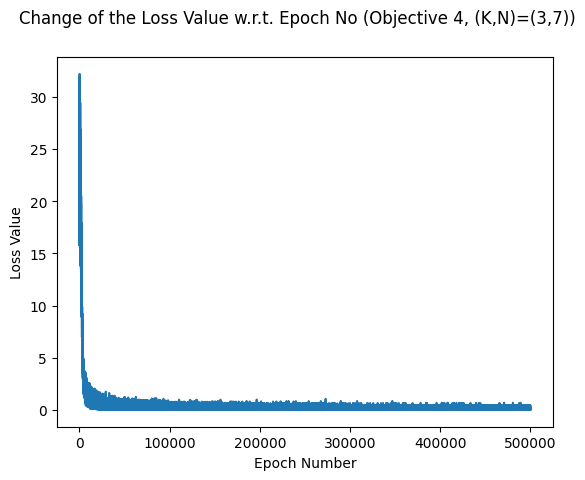 Change of the Loss Value w.r.t. Epoch No (Objective 4, (K,N)=(3,7))
30
25
20
15
10
5
0
Loss Value
0 100000 200000 300000 400000 500000
Epoch Number